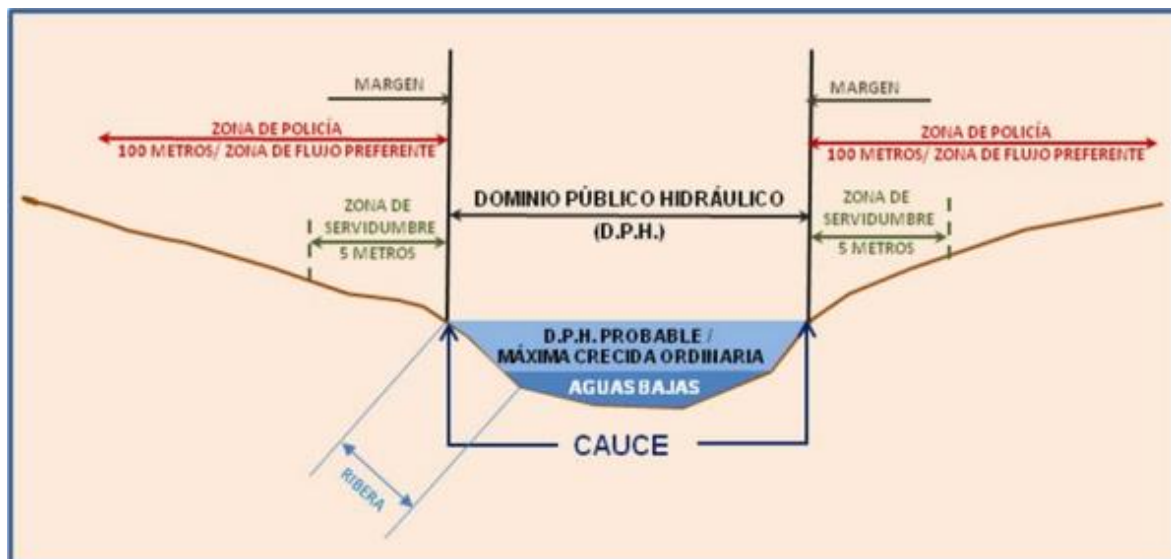 MARGEN
MARGEN
ZONA DE POLICÍA
100 METROS/ ZONA DE FLUJO PREFERENTE
ZONA DE POLICÍA
100 METROS/ ZONA DE FLUJO PREFERENTE
ZONA DE
SERVIDUMBRE
5 METROS
DOMINIO PÚBLICO HIDRÁULICO
(D.P.H.)
ZONA DE
SERVIDUMBRE
5 METROS
D.P.H. PROBABLE /
MÁXIMA CRECIDA ORDINARIA
AGUAS BAJAS
CAUCE
RIBERA